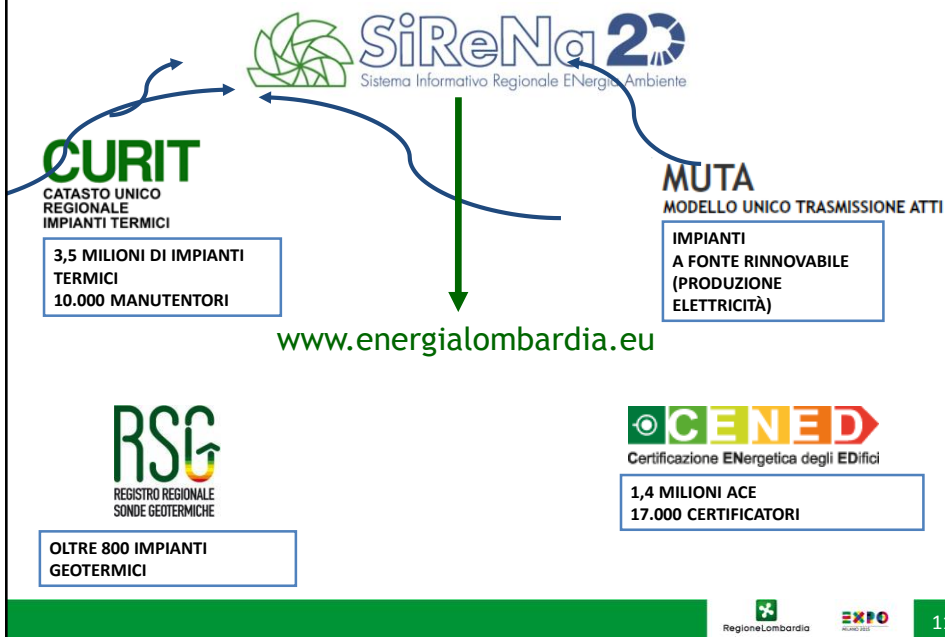 SiReNa 20
Sistema Informativo Regionale ENergia Ambiente
CURIT
CATASTO UNICO
REGIONALE
IMPIANTI TERMICI
3,5 MILIONI DI IMPIANTI
TERMICI
10.000 MANUTENTORI
MUTA
MODELLO UNICO TRASMISSIONE ATTI
IMPIANTI
A FONTE RINNOVABILE
(PRODUZIONE
ELETTRICITÀ)
www.energialombardia.eu
RSG
REGISTRO REGIONALE
SONDE GEOTERMICHE
OLTRE 800 IMPIANTI
GEOTERMICI
CENED
Certificazione ENergetica degli EDifici
1,4 MILIONI ACE
17.000 CERTIFICATORI
RegioneLombardia
EXPO
MILANO 2015